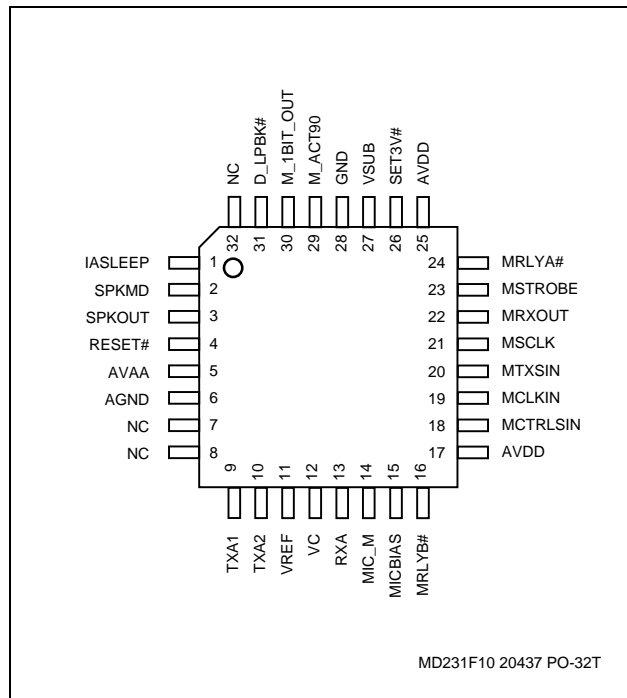 NC
D_LPBK#
M_1BIT_OUT
M_ACT90
GND
VSUB
SET3V#
AVDD
32
31
30
29
28
27
26
25
IASLEEP 1
SPKMD 2
SPKOUT 3
RESET# 4
AVAA 5
AGND 6
NC 7
NC 8
24 MRLYA#
23 MSTROBE
22 MRXOUT
21 MSCLK
20 MTXSIN
19 MCLKIN
18 MCTRLSIN
17 AVDD
9
10
11
12
13
14
15
16
TXA1
TXA2
VREF
VC
RXA
MIC_M
MICBIAS
MRLYB#
MD231F10 20437 PO-32T